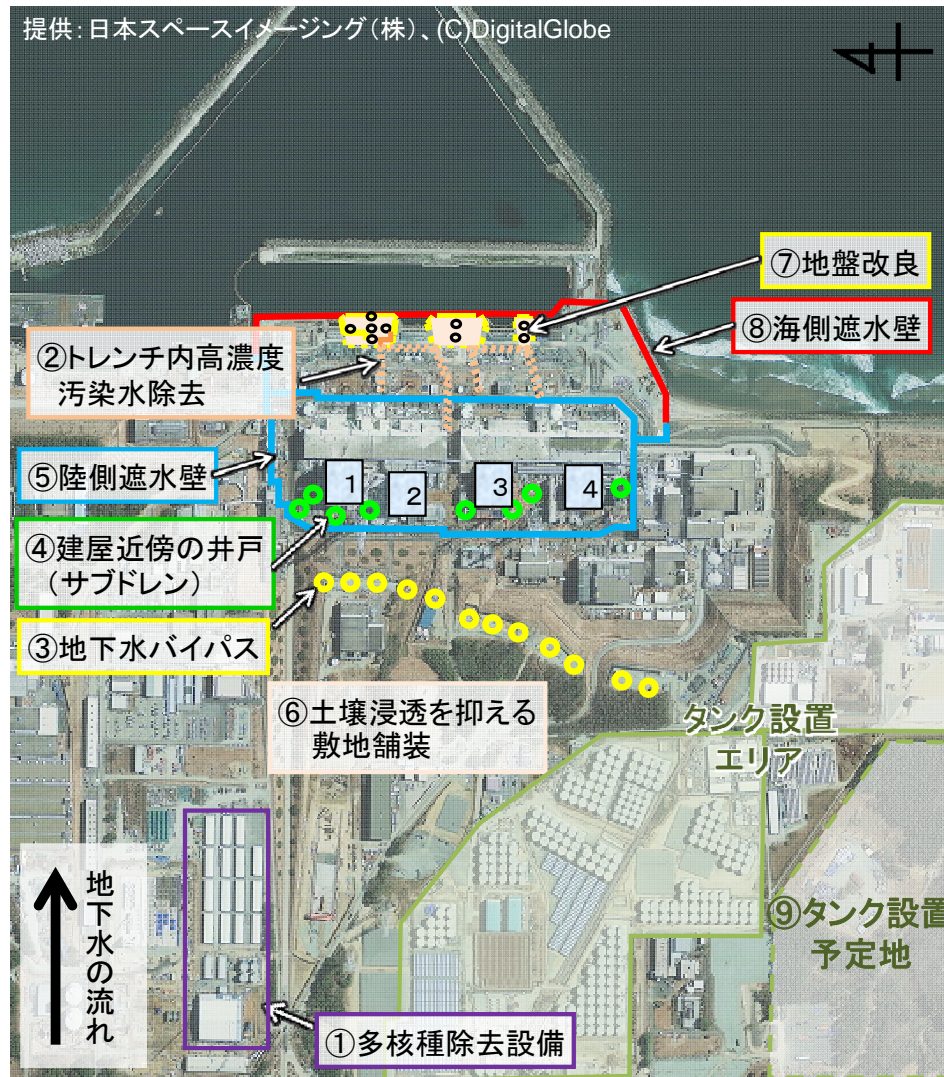 提供：日本スペースイメージング（株）、(C)DigitalGlobe
⑦地盤改良
⑧海側遮水壁
②トレンチ内高濃度
汚染水除去
⑤陸側遮水壁
1
2
3
4
④建屋近傍の井戸
（サブドレン）
③地下水バイパス
⑥土壌浸透を抑える
敷地舗装
タンク設置
エリア
地下水の流れ
⑨タンク設置
予定地
①多核種除去設備